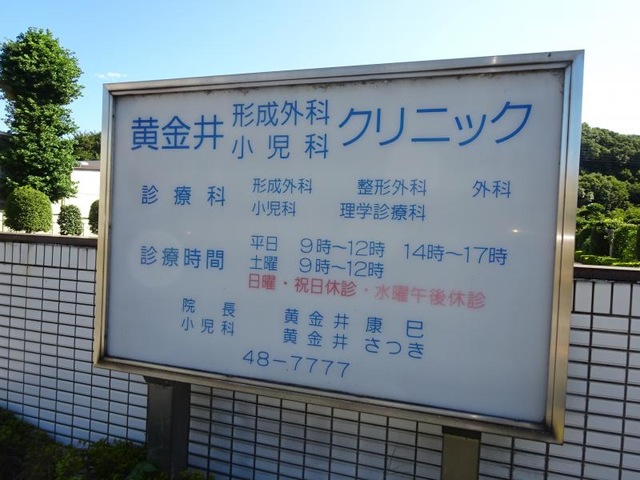 黄金井 形成外科 小児科 クリニック
診療科 形成外科 整形外科 外科
小児科 理学診療科
診療時間 平日 9時～12時 14時～17時
土曜 9時～12時
日曜・祝日休診・水曜午後休診
院長 黄金井康巳
小児科 黄金井さつき
48-7777